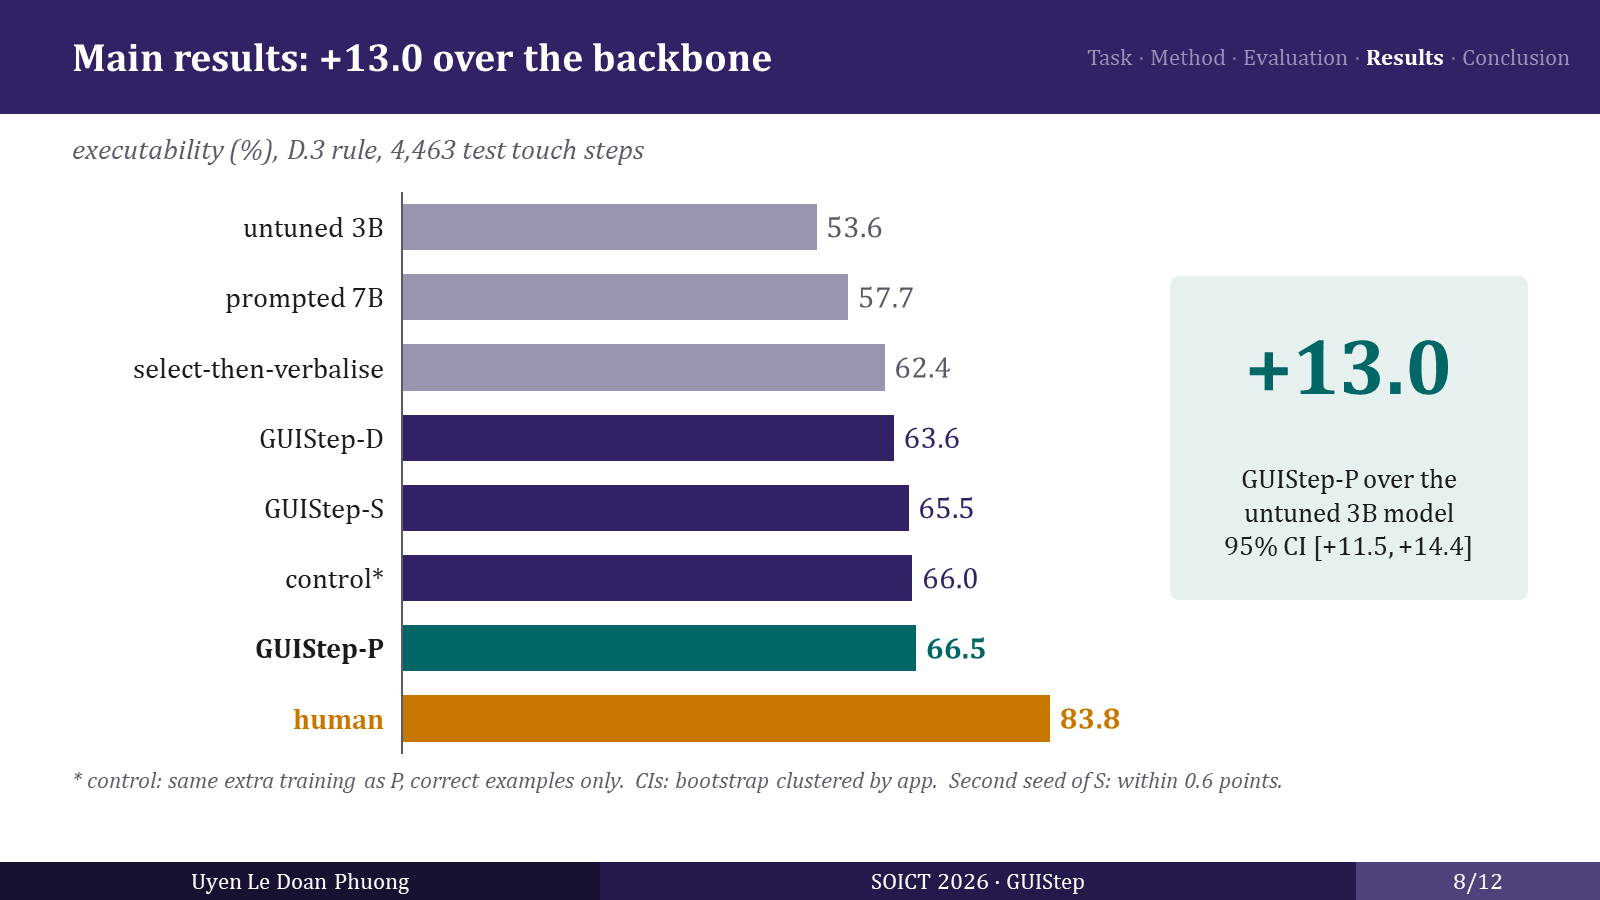 Main results: +13.0 over the backbone
Task · Method · Evaluation · Results · Conclusion
executability (%), D.3 rule, 4,463 test touch steps
untuned 3B 53.6
prompted 7B 57.7
select-then-verbalise 62.4
GUIStep-D 63.6
GUIStep-S 65.5
control* 66.0
GUIStep-P 66.5
human 83.8
+13.0
GUIStep-P over the
untuned 3B model
95% CI [+11.5, +14.4]
* control: same extra training as P, correct examples only. CIs: bootstrap clustered by app. Second seed of S: within 0.6 points.
Uyen Le Doan Phuong
SOICT 2026 · GUIStep
8/12